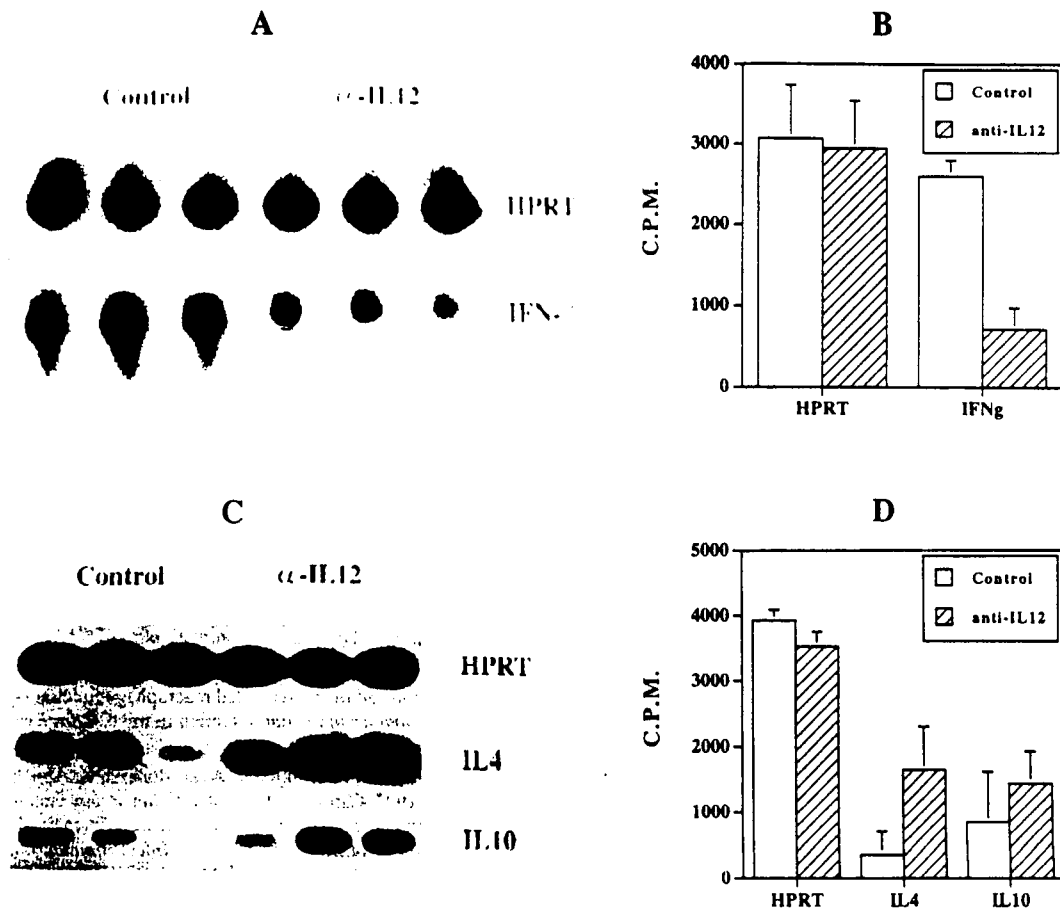 A
Control
α-IL12
HPRT
IFN-
B
4000
3000
2000
1000
0
C.P.M.
Control
anti-IL12
HPRT
IFNg
C
Control
α-IL12
HPRT
IL4
IL10
D
5000
4000
3000
2000
1000
0
C.P.M.
Control
anti-IL12
HPRT
IL4
IL10